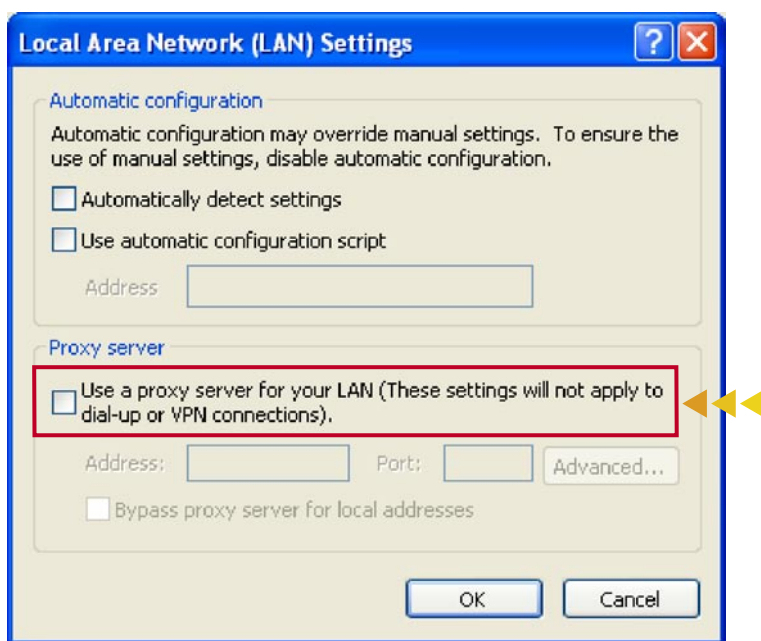 Local Area Network (LAN) Settings
Automatic configuration
Automatic configuration may override manual settings. To ensure the
use of manual settings, disable automatic configuration.
Automatically detect settings
Use automatic configuration script
Address
Proxy server
Use a proxy server for your LAN (These settings will not apply to
dial-up or VPN connections).
Address: Port: Advanced...
Bypass proxy server for local addresses
OK Cancel